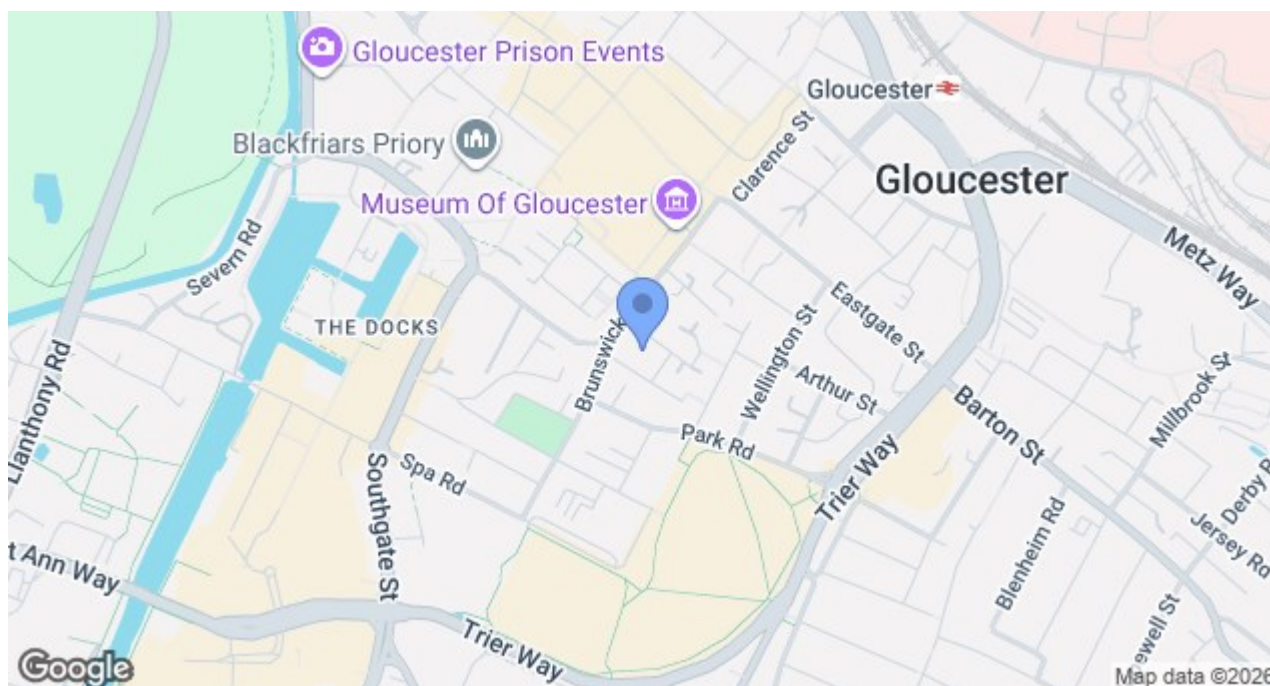 Gloucester Prison Events
Gloucester
Blackfriars Priory
Clarence St
Gloucester
Museum Of Gloucester
Severn Rd
Metz Way
THE DOCKS
Brunswick
Eastgate St
Wellington St
Llanthony Rd
Arthur St
Millbrook St
Barton St
Park Rd
Spa Rd
Southgate St
Trier Way
Derby R
Jersey Rd
Blenheim Rd
t Ann Way
ewell St
Trier Way
Google
Map data ©2026